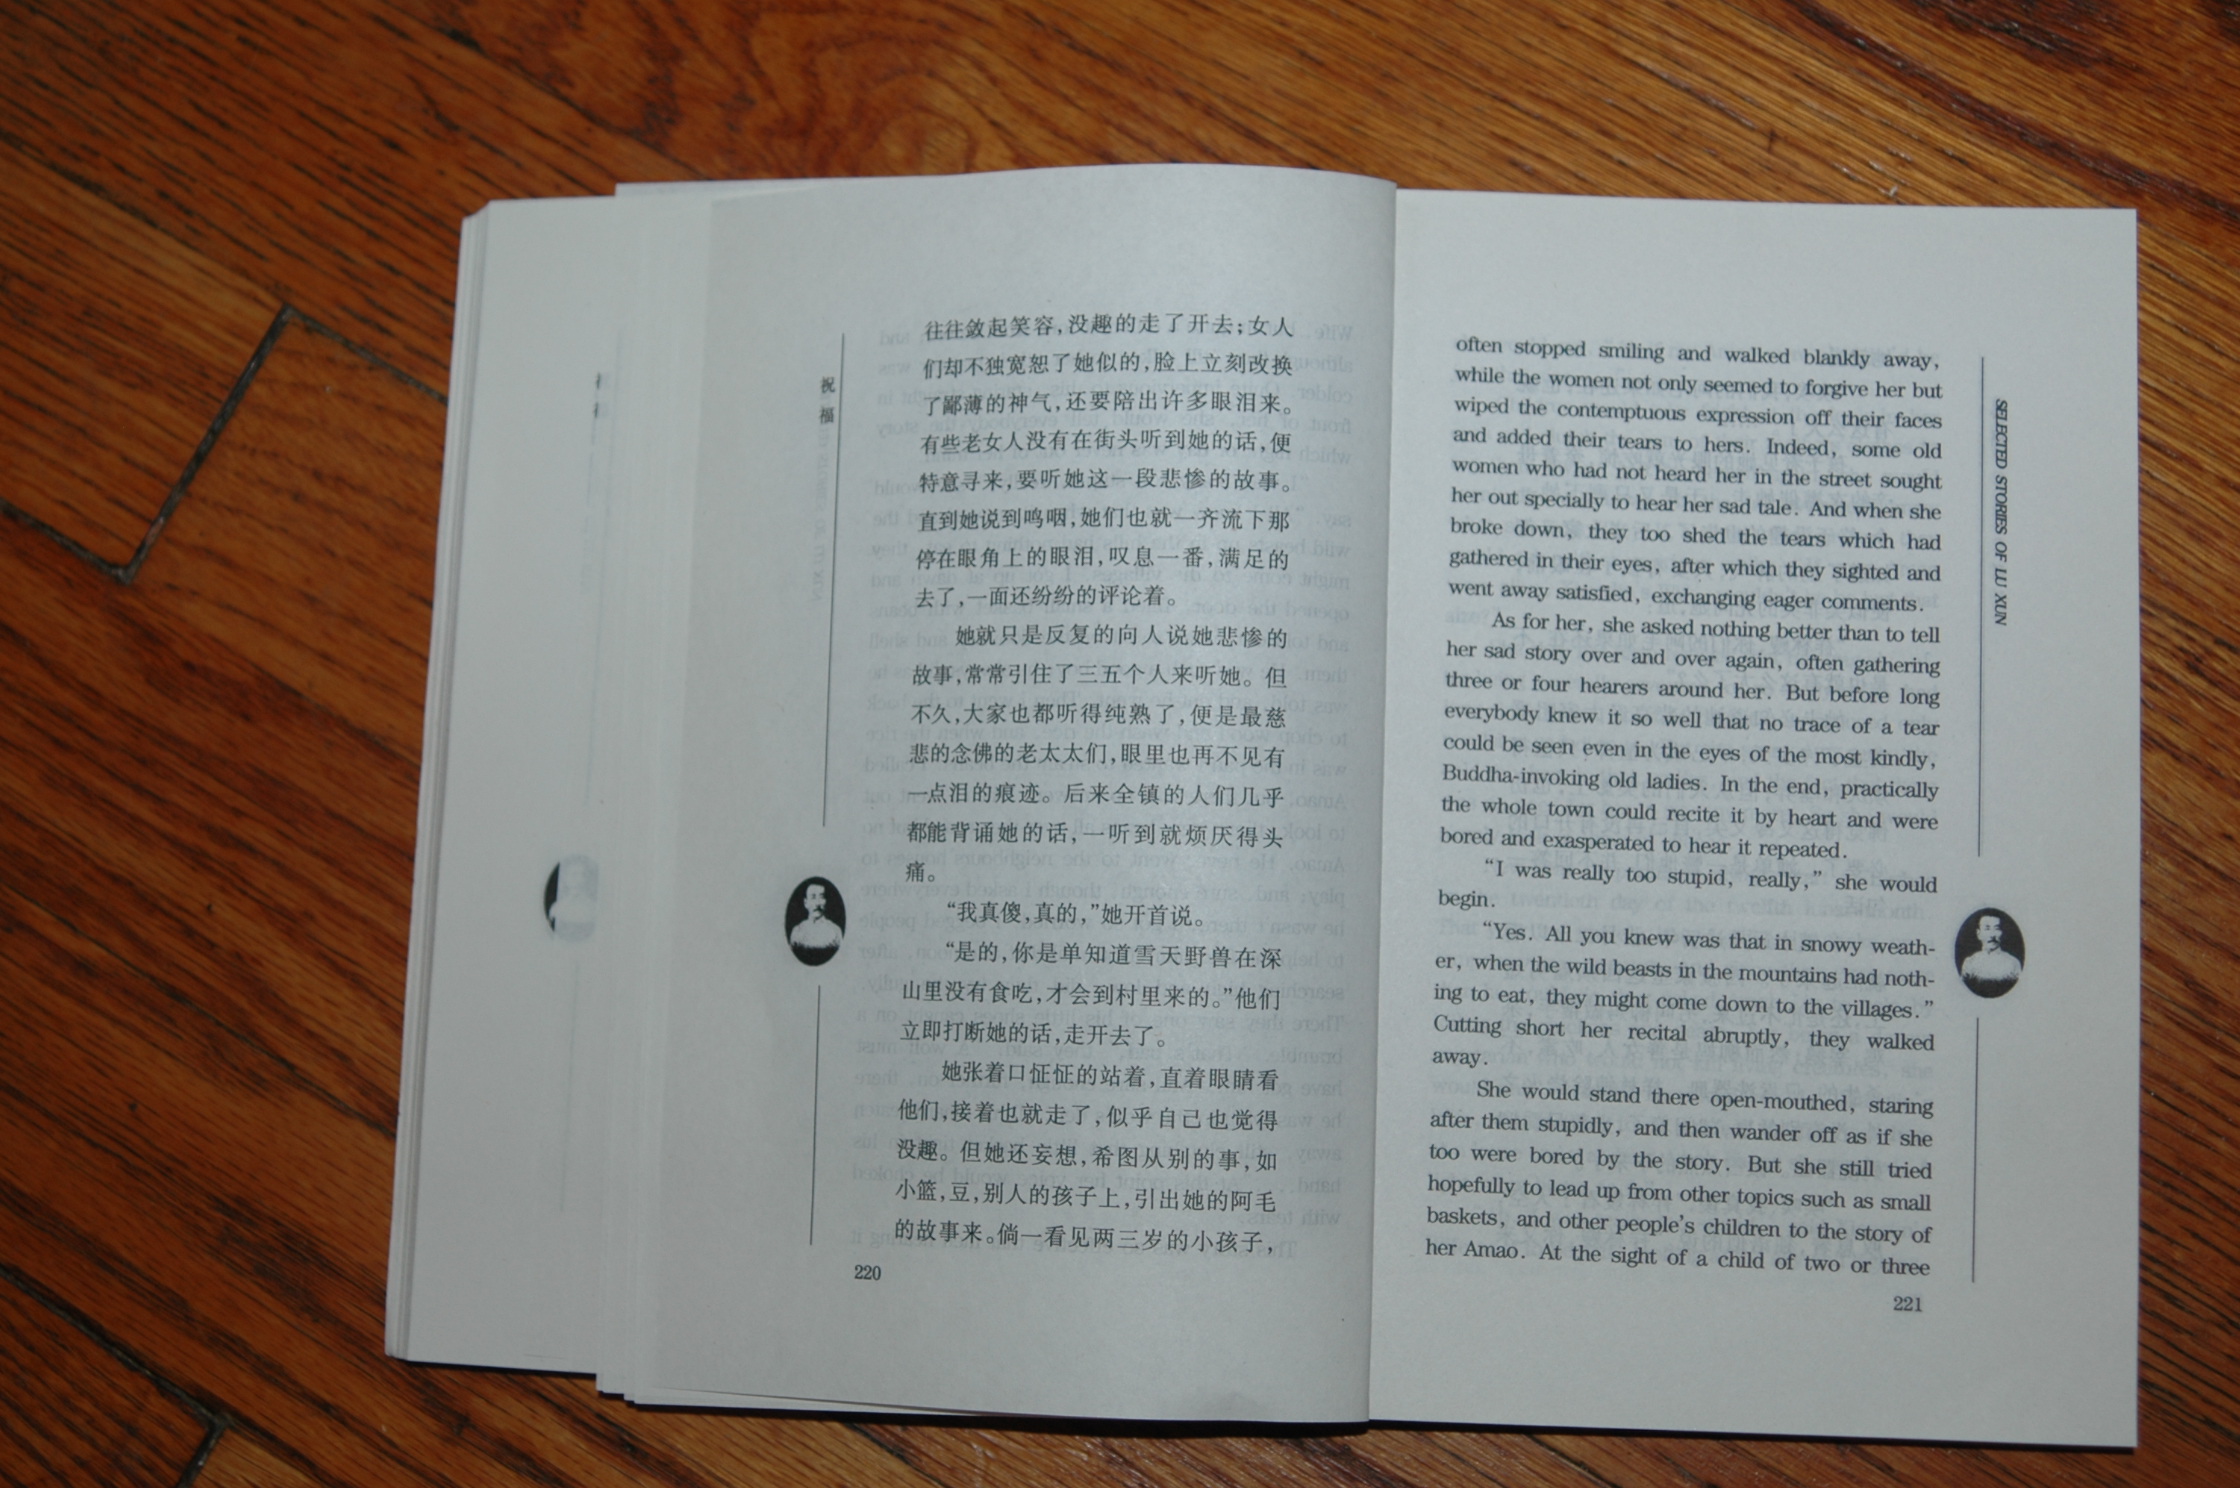 祝
福
往往敛起笑容,没趣的走了开去;女人
们却不独宽恕了她似的,脸上立刻改换
了鄙薄的神气,还要陪出许多眼泪来。
有些老女人没有在街头听到她的话,便
特意寻来,要听她这一段悲惨的故事。
直到她说到呜咽,她们也就一齐流下那
停在眼角上的眼泪,叹息一番,满足的
去了,一面还纷纷的评论着。
她就只是反复的向人说她悲惨的
故事,常常引住了三五个人来听她。但
不久,大家也都听得纯熟了,便是最慈
悲的念佛的老太太们,眼里也再不见有
一点泪的痕迹。后来全镇的人们几乎
都能背诵她的话,一听到就烦厌得头
痛。
“我真傻,真的,”她开首说。
“是的,你是单知道雪天野兽在深
山里没有食吃,才会到村里来的。”他们
立即打断她的话,走开去了。
她张着口怔怔的站着,直着眼睛看
他们,接着也就走了,似乎自己也觉得
没趣。但她还妄想,希图从别的事,如
小篮,豆,别人的孩子上,引出她的阿毛
的故事来。倘一看见两三岁的小孩子,
220
SELECTED STORIES OF LU XUN
often stopped smiling and walked blankly away,
while the women not only seemed to forgive her but
wiped the contemptuous expression off their faces
and added their tears to hers. Indeed, some old
women who had not heard her in the street sought
her out specially to hear her sad tale. And when she
broke down, they too shed the tears which had
gathered in their eyes, after which they sighted and
went away satisfied, exchanging eager comments.
As for her, she asked nothing better than to tell
her sad story over and over again, often gathering
three or four hearers around her. But before long
everybody knew it so well that no trace of a tear
could be seen even in the eyes of the most kindly,
Buddha-invoking old ladies. In the end, practically
the whole town could recite it by heart and were
bored and exasperated to hear it repeated.
“I was really too stupid, really,” she would
begin.
“Yes. All you knew was that in snowy weath-
er, when the wild beasts in the mountains had noth-
ing to eat, they might come down to the villages.”
Cutting short her recital abruptly, they walked
away.
She would stand there open-mouthed, staring
after them stupidly, and then wander off as if she
too were bored by the story. But she still tried
hopefully to lead up from other topics such as small
baskets, and other people's children to the story of
her Amao. At the sight of a child of two or three
221